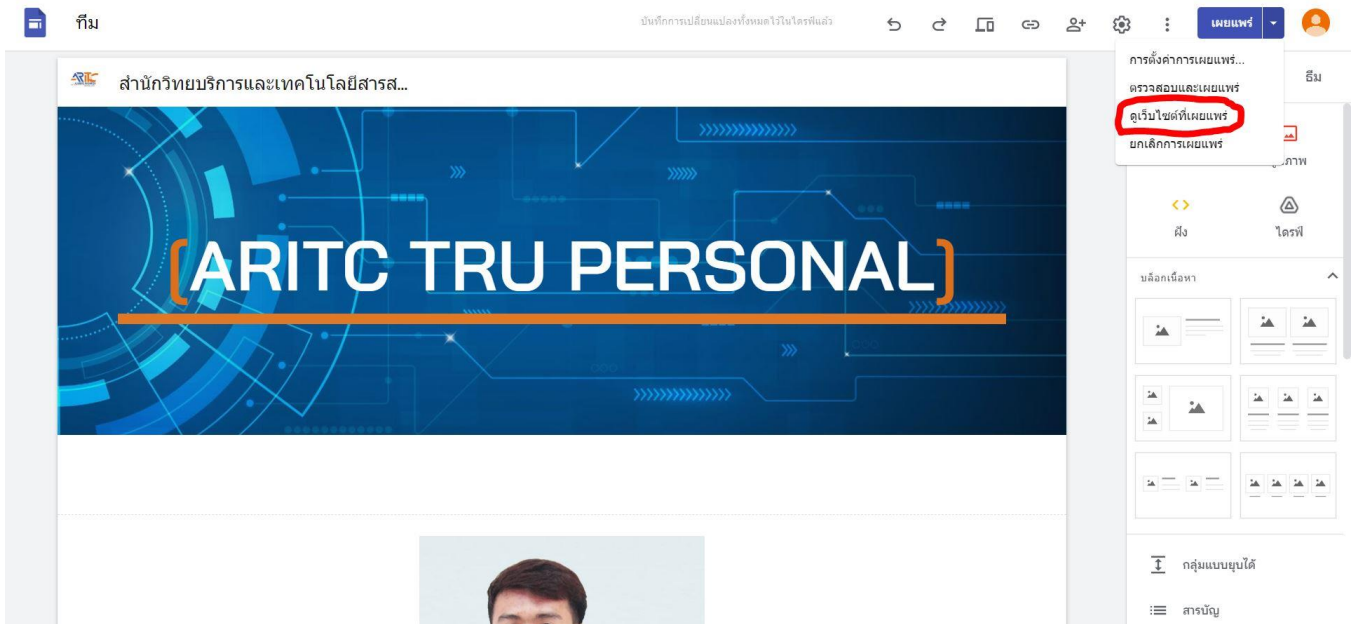 ทีม
บันทึกการเปลี่ยนแปลงทั้งหมดไว้ในไดรฟ์แล้ว
เผยแพร่
การตั้งค่าการเผยแพร่...
ตรวจสอบและเผยแพร่
ดูเว็บไซต์ที่เผยแพร่
ยกเลิกการเผยแพร่
ธีม
ฝัง
ไดรฟ์
บล็อกเนื้อหา
กลุ่มแบบยุบได้
สารบัญ
ARITC
สำนักวิทยบริการและเทคโนโลยีสารส...
[ARITC TRU PERSONAL]